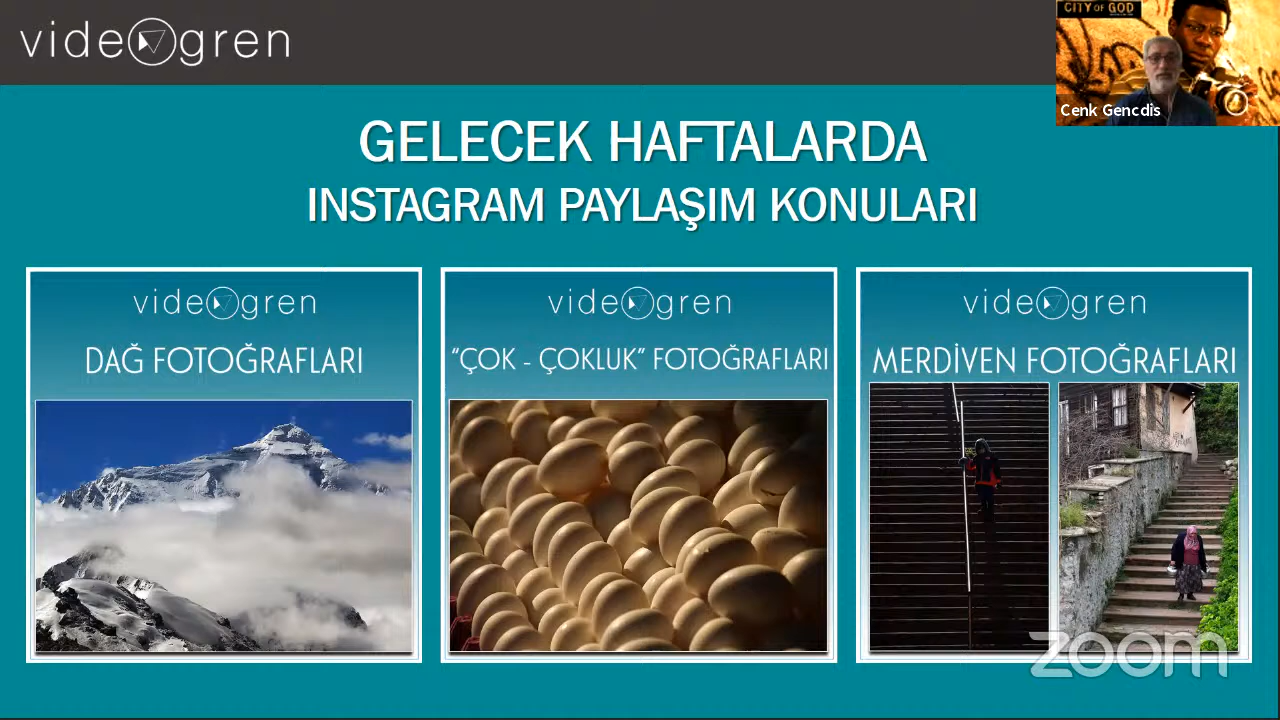 videogren
CITY OF GOD
Cenk Gencdis
GELECEK HAFTALARDA
INSTAGRAM PAYLAŞIM KONULARI
videogren
DAĞ FOTOĞRAFLARI
videogren
“ÇOK - ÇOKLUK” FOTOĞRAFLARI
videogren
MERDİVEN FOTOĞRAFLARI
zoom